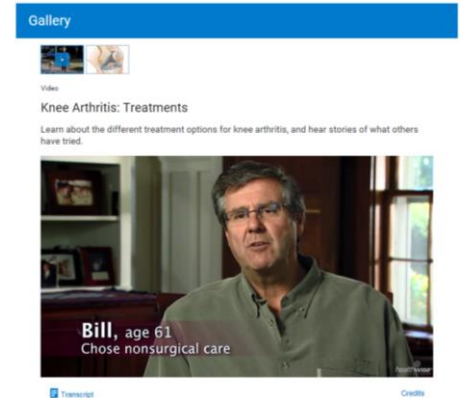 Gallery
Video
Knee Arthritis: Treatments
Learn about the different treatment options for knee arthritis, and hear stories of what others
have tried.
Bill, age 61
Chose nonsurgical care
healthwise
Transcript
Credits